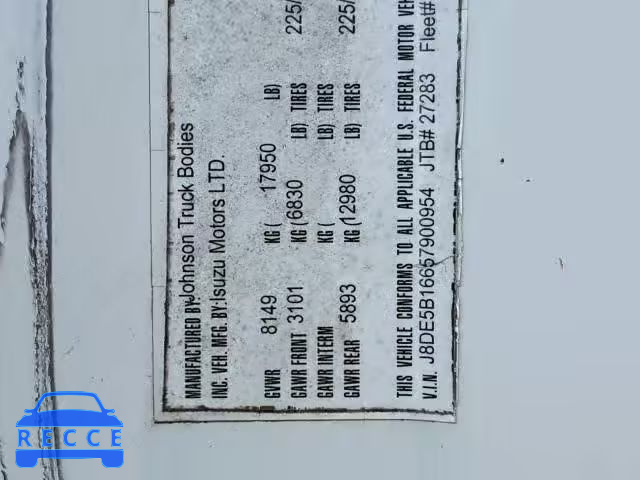 MANUFACTURED BY: Johnson Truck Bodies
INC. VEH. MFG. BY: Isuzu Motors LTD.
GVWR 8149 KG ( 17950 LB)
GAWR FRONT 3101 KG (6830 LB) TIRES 225/
GAWR INTERM KG ( LB) TIRES
GAWR REAR 5893 KG (12980 LB) TIRES 225/
THIS VEHICLE CONFORMS TO ALL APPLICABLE U.S. FEDERAL MOTOR VEH
V.I.N. J8DE5B16657900954 JTB# 27283 Fleet#
RECCE